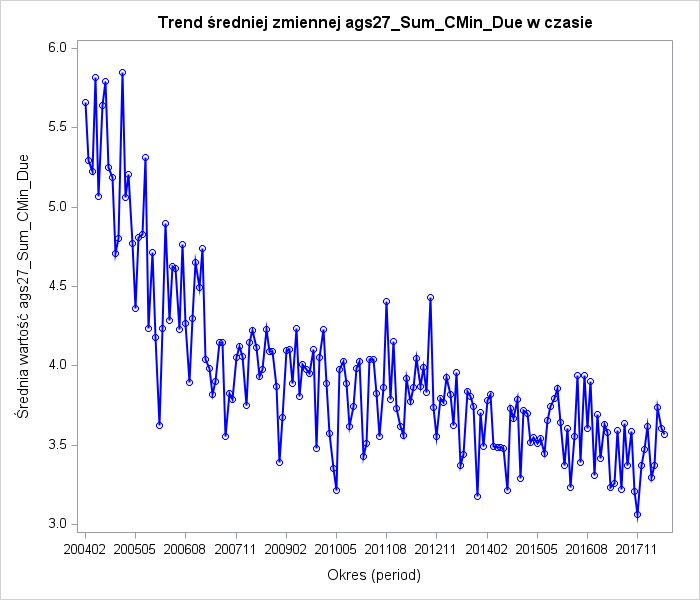 Trend średniej zmiennej ags27_Sum_CMin_Due w czasie
6.0
5.5
5.0
4.5
4.0
3.5
3.0
Średnia wartość ags27_Sum_CMin_Due
200402 200505 200608 200711 200902 201005 201108 201211 201402 201505 201608 201711
Okres (period)